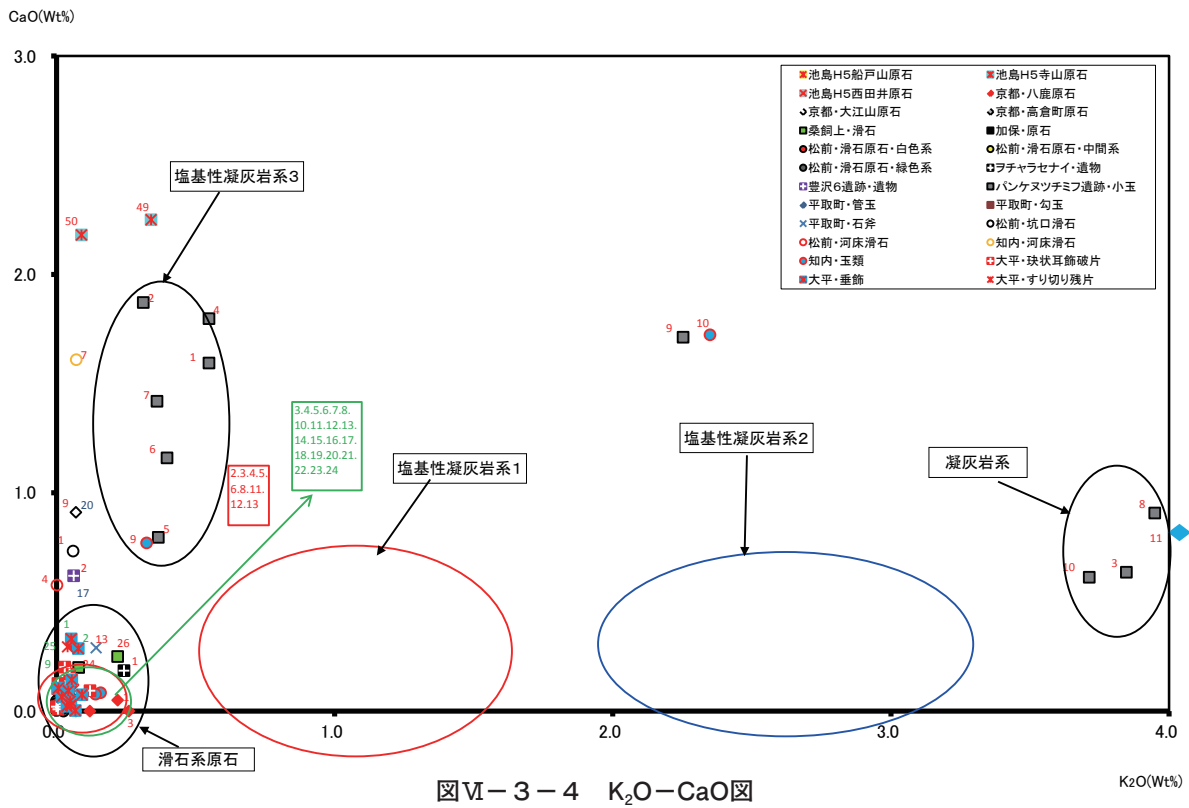 CaO(Wt%)
3.0
池島H5船戸山原石 池島H5寺山原石
池島H5西田井原石 京都・八鹿原石
京都・大江山原石 京都・高倉町原石
桑飼上・滑石 加保・原石
松前・滑石原石・白色系 松前・滑石原石・中間系
松前・滑石原石・緑色系 ヲチャラセナイ・遺物
豊沢6遺跡・遺物 パンケヌツチミフ遺跡・小玉
平取町・管玉 平取町・勾玉
平取町・石斧 松前・坑口滑石
松前・河床滑石 知内・河床滑石
知内・玉類 大平・玦状耳飾破片
大平・垂飾 大平・すり切り残片
塩基性凝灰岩系3
50
49
2.0
2
4
9
10
7
1
7
3.4.5.6.7.8.
10.11.12.13.
14.15.16.17.
18.19.20.21.
22.23.24
塩基性凝灰岩系1
塩基性凝灰岩系2
凝灰岩系
6
2.3.4.5.
6.8.11.
12.13
1.0
9 20
8
11
5
9
1
4
2
17
10
3
1
25
2
13
26
9
24
1
3
0.0
0.0
1.0
2.0
3.0
4.0
滑石系原石
K2O(Wt%)
図Ⅵ-3-4 K₂O-CaO図